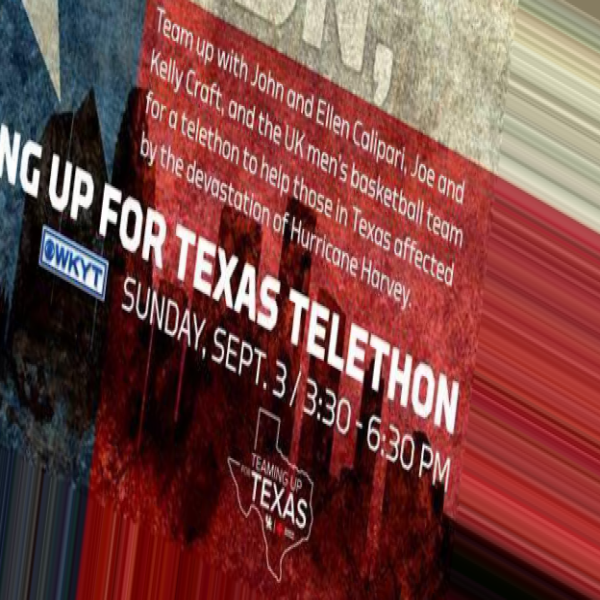 Team up with John and Ellen Calipari, Joe and
Kelly Craft, and the UK men's basketball team
for a telethon to help those in Texas affected
by the devastation of Hurricane Harvey.
NG UP FOR TEXAS TELETHON
WKYT
SUNDAY, SEPT. 3 / 3:30 - 6:30 PM
TEAMING UP
FOR
TEXAS